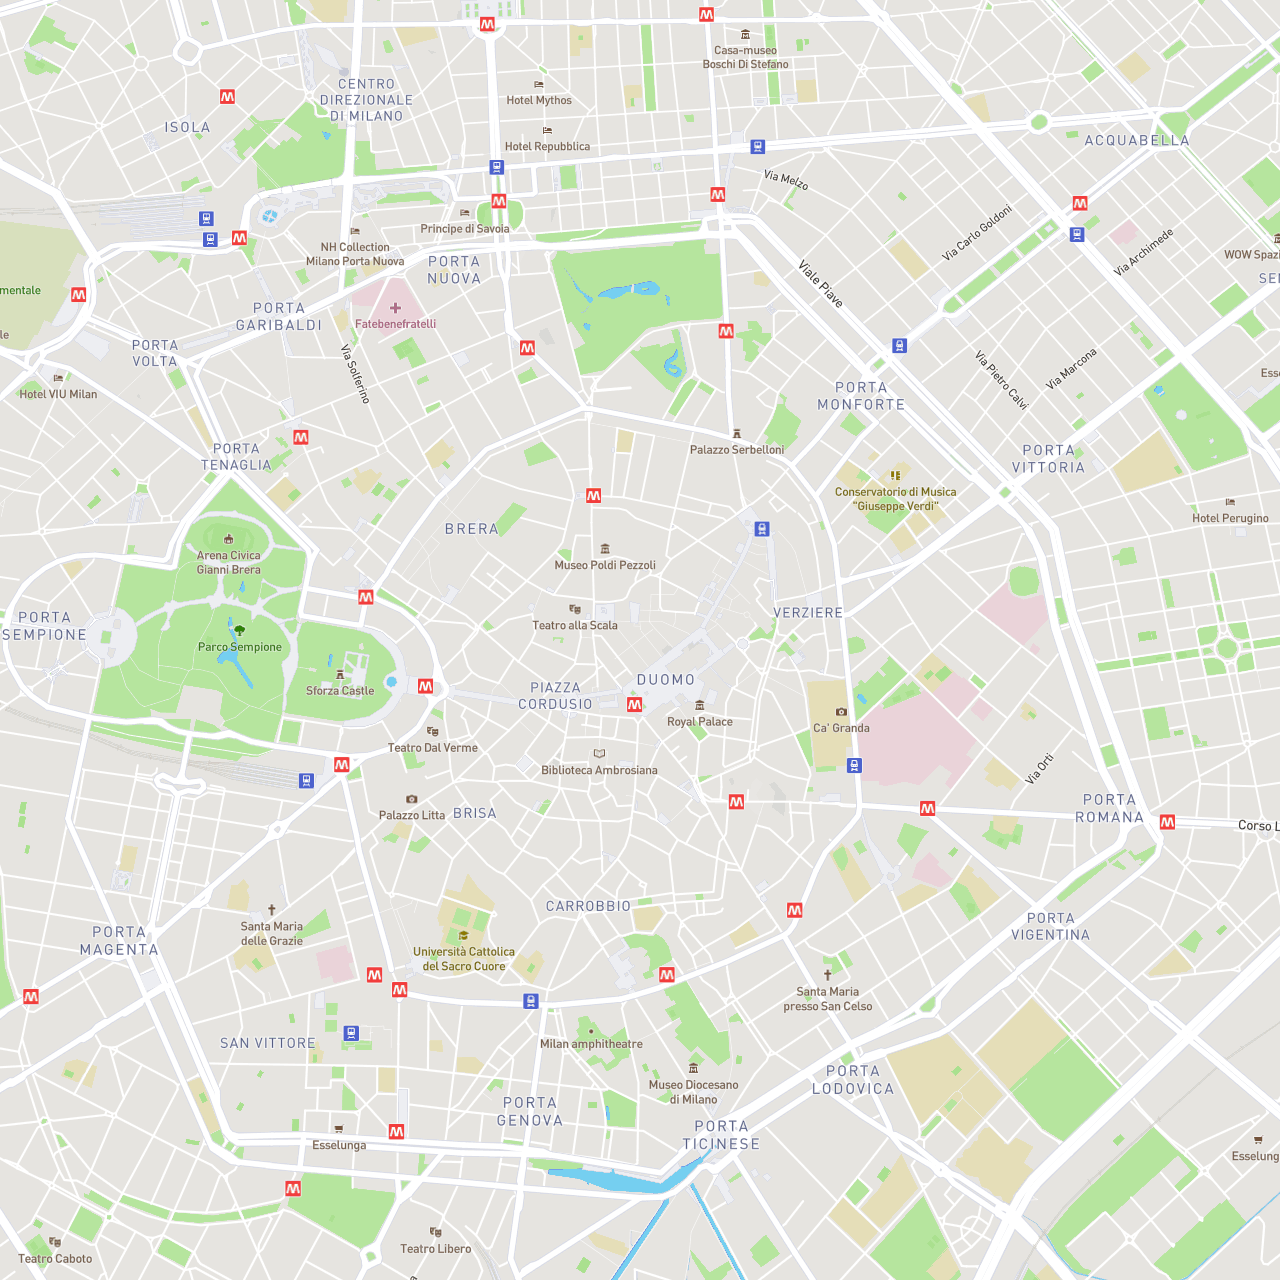 Casa-museo
Boschi Di Stefano
CENTRO
DIREZIONALE
DI MILANO
Hotel Mythos
ISOLA
Hotel Repubblica
ACQUABELLA
Via Melzo
Principe di Savoia
Via Carlo Goldoni
Via Archimede
NH Collection
Milano Porta Nuova
WOW Spazi
PORTA
NUOVA
Viale Piave
SE
mentale
PORTA
GARIBALDI
Fatebenefratelli
le
PORTA
VOLTA
Via Solferino
Via Pietro Calvi
Via Marcona
Hotel VIU Milan
PORTA
MONFORTE
Esse
PORTA
TENAGLIA
Palazzo Serbelloni
PORTA
VITTORIA
Conservatorio di Musica
"Giuseppe Verdi"
Hotel Perugino
BRERA
Arena Civica
Gianni Brera
Museo Poldi Pezzoli
PORTA
SEMPIONE
Teatro alla Scala
VERZIERE
Parco Sempione
Sforza Castle
PIAZZA
CORDUSIO
DUOMO
Royal Palace
Ca' Granda
Teatro Dal Verme
Biblioteca Ambrosiana
Via Orti
Palazzo Litta
BRISA
PORTA
ROMANA
Corso L
CARROBBIO
Santa Maria
delle Grazie
PORTA
MAGENTA
PORTA
VIGENTINA
Università Cattolica
del Sacro Cuore
Santa Maria
presso San Celso
SAN VITTORE
Milan amphitheatre
Museo Diocesano
di Milano
PORTA
LODOVICA
PORTA
GENOVA
PORTA
TICINESE
Esselunga
Esselung
Teatro Caboto
Teatro Libero